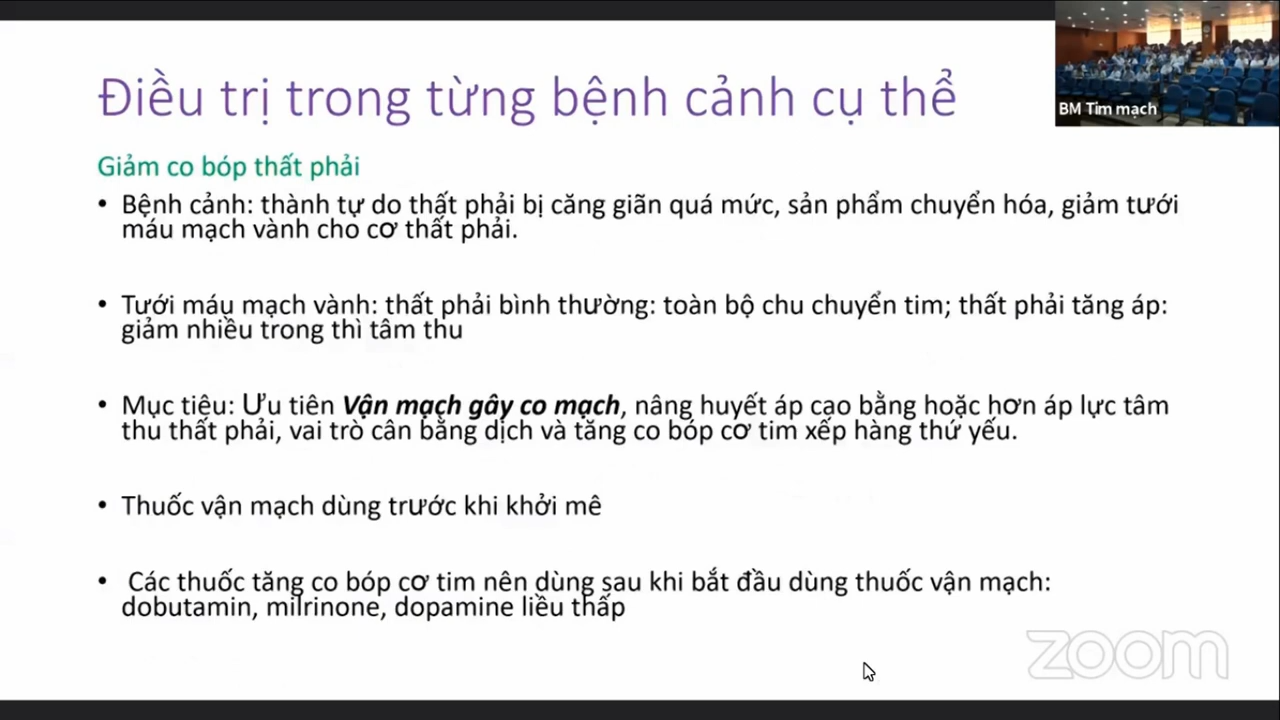 Điều trị trong từng bệnh cảnh cụ thể
BM Tim mạch
Giảm co bóp thất phải
• Bệnh cảnh: thành tự do thất phải bị căng giãn quá mức, sản phẩm chuyển hóa, giảm tưới
máu mạch vành cho cơ thất phải.
• Tưới máu mạch vành: thất phải bình thường: toàn bộ chu chuyển tim; thất phải tăng áp:
giảm nhiều trong thì tâm thu
• Mục tiêu: Ưu tiên Vận mạch gây co mạch, nâng huyết áp cao bằng hoặc hơn áp lực tâm
thu thất phải, vai trò cân bằng dịch và tăng co bóp cơ tim xếp hàng thứ yếu.
• Thuốc vận mạch dùng trước khi khởi mê
• Các thuốc tăng co bóp cơ tim nên dùng sau khi bắt đầu dùng thuốc vận mạch:
dobutamin, milrinone, dopamine liều thấp
zoom